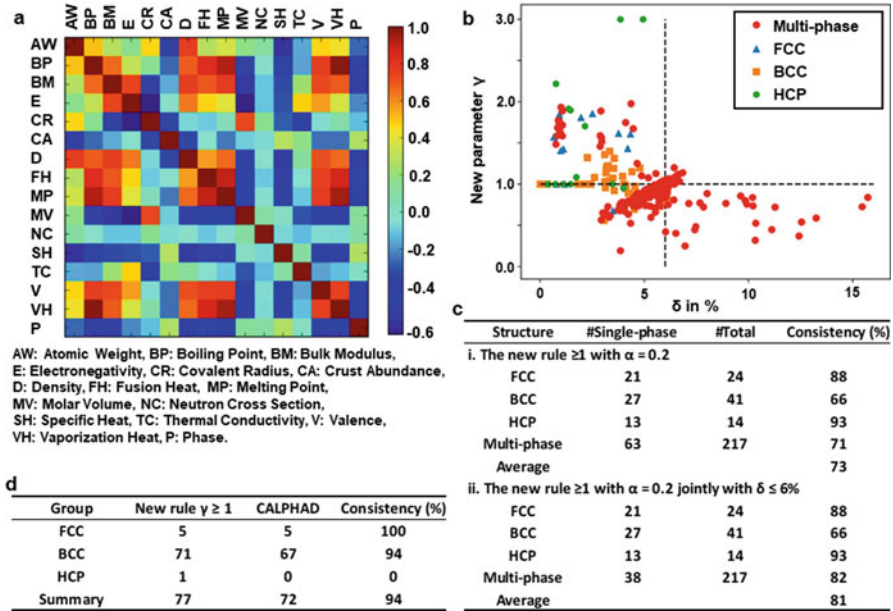 a
AW BP BM E CR CA D FH MP MV NC SH TC V VH P
AW
BP
BM
E
CR
CA
D
FH
MP
MV
NC
SH
TC
V
VH
P
1.0
0.8
0.6
0.4
0.2
0.0
-0.2
-0.4
-0.6
AW: Atomic Weight, BP: Boiling Point, BM: Bulk Modulus,
E: Electronegativity, CR: Covalent Radius, CA: Crust Abundance,
D: Density, FH: Fusion Heat, MP: Melting Point,
MV: Molar Volume, NC: Neutron Cross Section,
SH: Specific Heat, TC: Thermal Conductivity, V: Valence,
VH: Vaporization Heat, P: Phase.
b
New parameter γ
3.0
2.0
1.0
0.0
0 5 10 15
δ in %
Multi-phase
FCC
BCC
HCP
c
Structure #Single-phase #Total Consistency (%)
i. The new rule ≥1 with α = 0.2
FCC 21 24 88
BCC 27 41 66
HCP 13 14 93
Multi-phase 63 217 71
Average 73
ii. The new rule ≥1 with α = 0.2 jointly with δ ≤ 6%
FCC 21 24 88
BCC 27 41 66
HCP 13 14 93
Multi-phase 38 217 82
Average 81
d
Group New rule γ ≥ 1 CALPHAD Consistency (%)
FCC 5 5 100
BCC 71 67 94
HCP 1 0 0
Summary 77 72 94